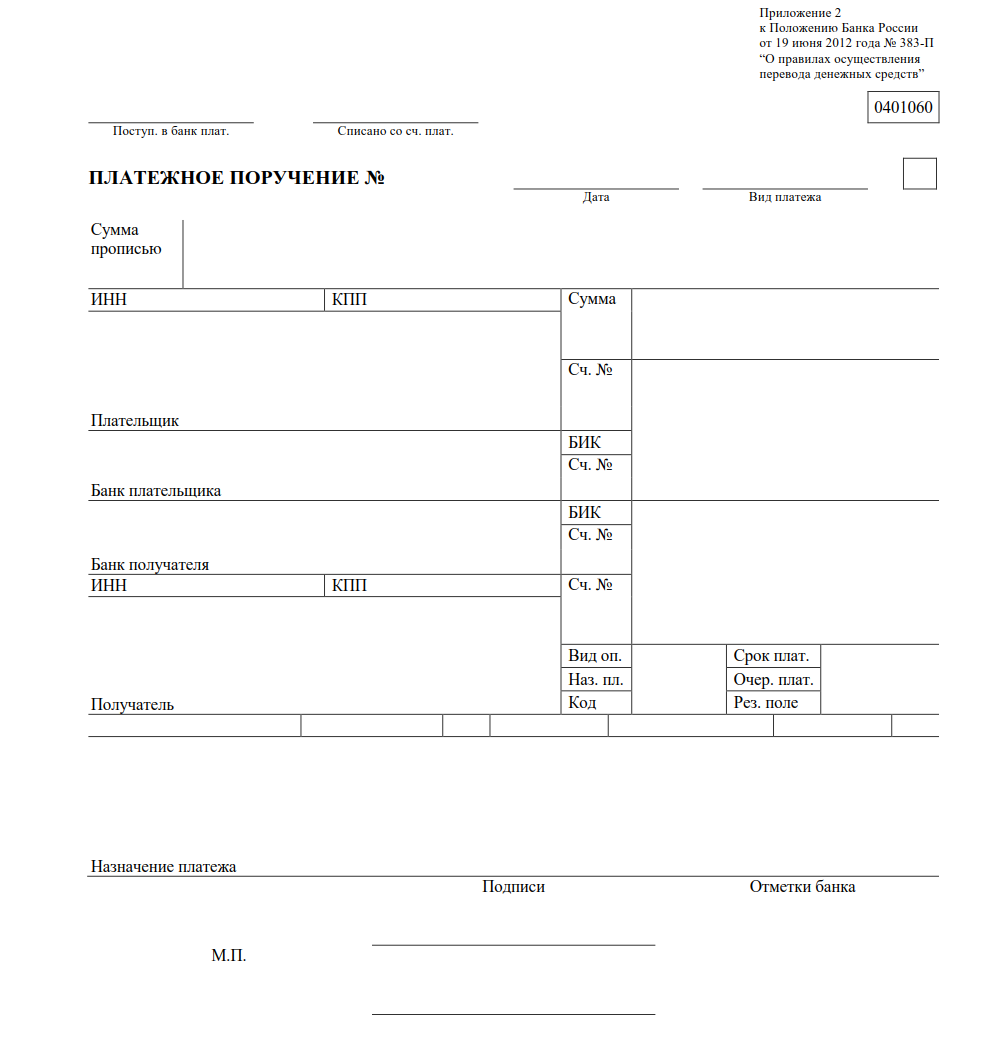 Приложение 2
к Положению Банка России
от 19 июня 2012 года № 383-П
“О правилах осуществления
перевода денежных средств”
0401060
Поступ. в банк плат.
Списано со сч. плат.
ПЛАТЕЖНОЕ ПОРУЧЕНИЕ №
Дата
Вид платежа
Сумма
прописью
ИНН
КПП
Сумма
Сч. №
Плательщик
БИК
Сч. №
Банк плательщика
БИК
Сч. №
Банк получателя
ИНН
КПП
Сч. №
Вид оп.
Срок плат.
Наз. пл.
Очер. плат.
Получатель
Код
Рез. поле
Назначение платежа
Подписи
Отметки банка
М.П.